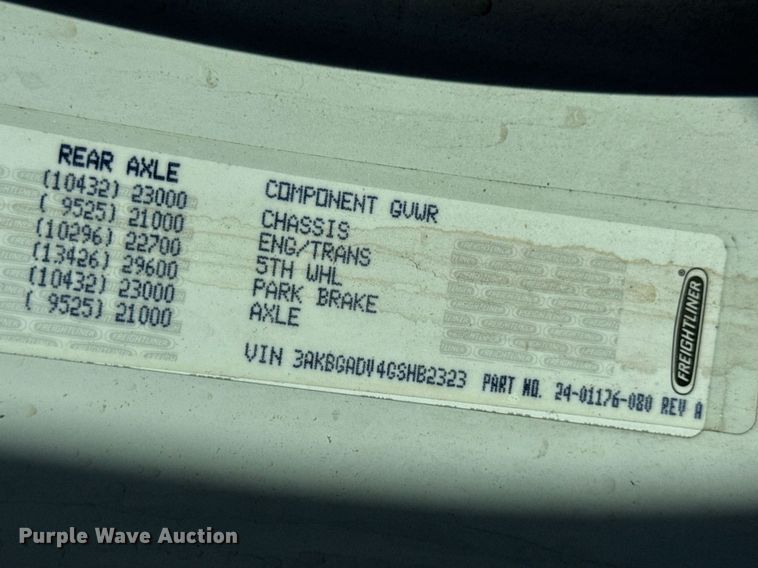 REAR AXLE
(10432) 23000
( 9525) 21000
(10296) 22700
(13426) 29600
(10432) 23000
( 9525) 21000
COMPONENT GVWR
CHASSIS
ENG/TRANS
5TH WHL
PARK BRAKE
AXLE
VIN 3AKBGADV4GSHB2323 PART NO. 24-01176-080 REV A
FREIGHTLINER
Purple Wave Auction